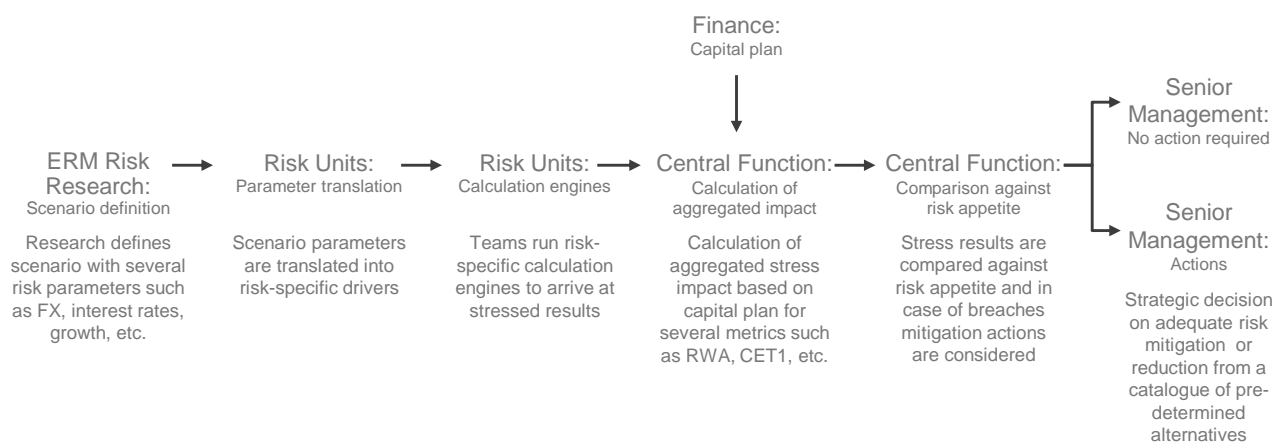 Finance:
Capital plan
ERM Risk
Research:
Scenario definition
Research defines
scenario with several
risk parameters such
as FX, interest rates,
growth, etc.
Risk Units:
Parameter translation
Scenario parameters
are translated into
risk-specific drivers
Risk Units:
Calculation engines
Teams run risk-
specific calculation
engines to arrive at
stressed results
Central Function:
Calculation of
aggregated impact
Calculation of
aggregated stress
impact based on
capital plan for
several metrics such
as RWA, CET1, etc.
Central Function:
Comparison against
risk appetite
Stress results are
compared against
risk appetite and in
case of breaches
mitigation actions
are considered
Senior
Management:
No action required
Senior
Management:
Actions
Strategic decision
on adequate risk
mitigation or
reduction from a
catalogue of pre-
determined
alternatives